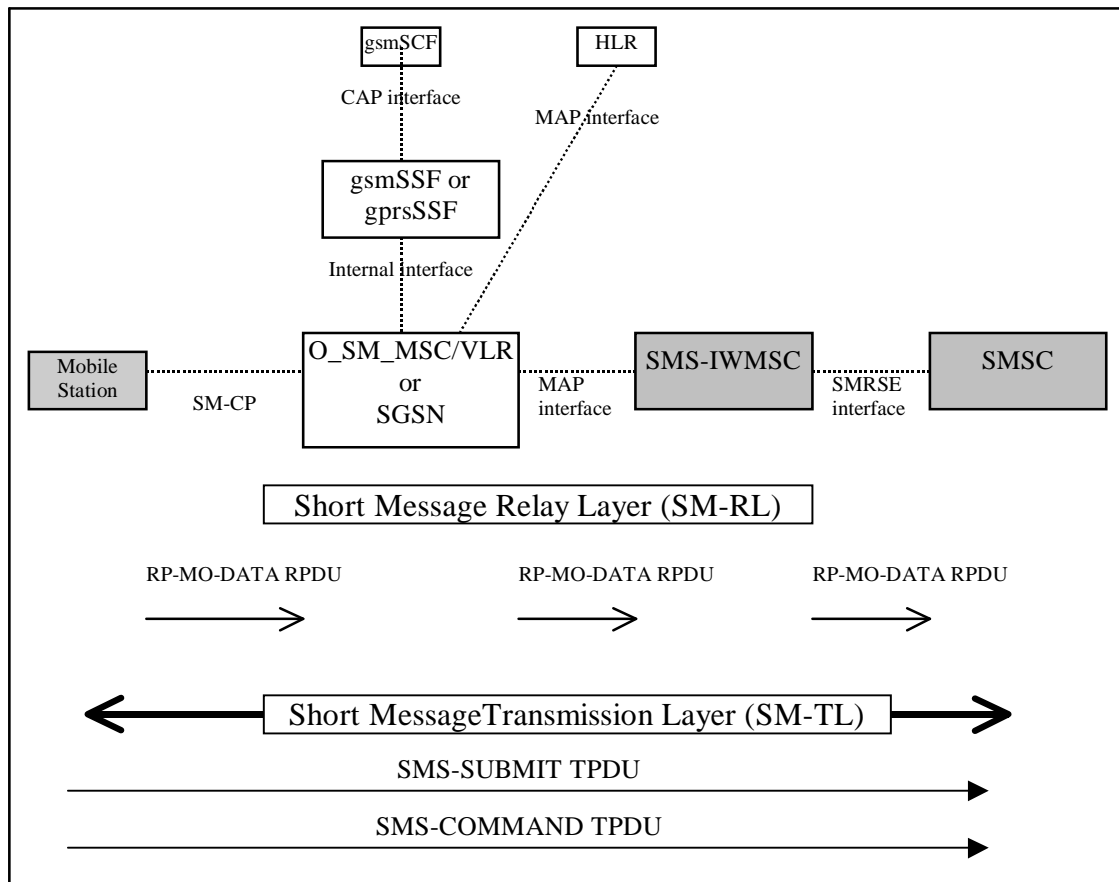 gsmSCF
HLR
CAP interface
MAP interface
gsmSSF or
gprsSSF
Internal interface
O_SM_MSC/VLR
or
SGSN
Mobile
Station
SM-CP
MAP
interface
SMS-IWMSC
SMRSE
interface
SMSC
Short Message Relay Layer (SM-RL)
RP-MO-DATA RPDU
RP-MO-DATA RPDU
RP-MO-DATA RPDU
Short MessageTransmission Layer (SM-TL)
SMS-SUBMIT TPDU
SMS-COMMAND TPDU